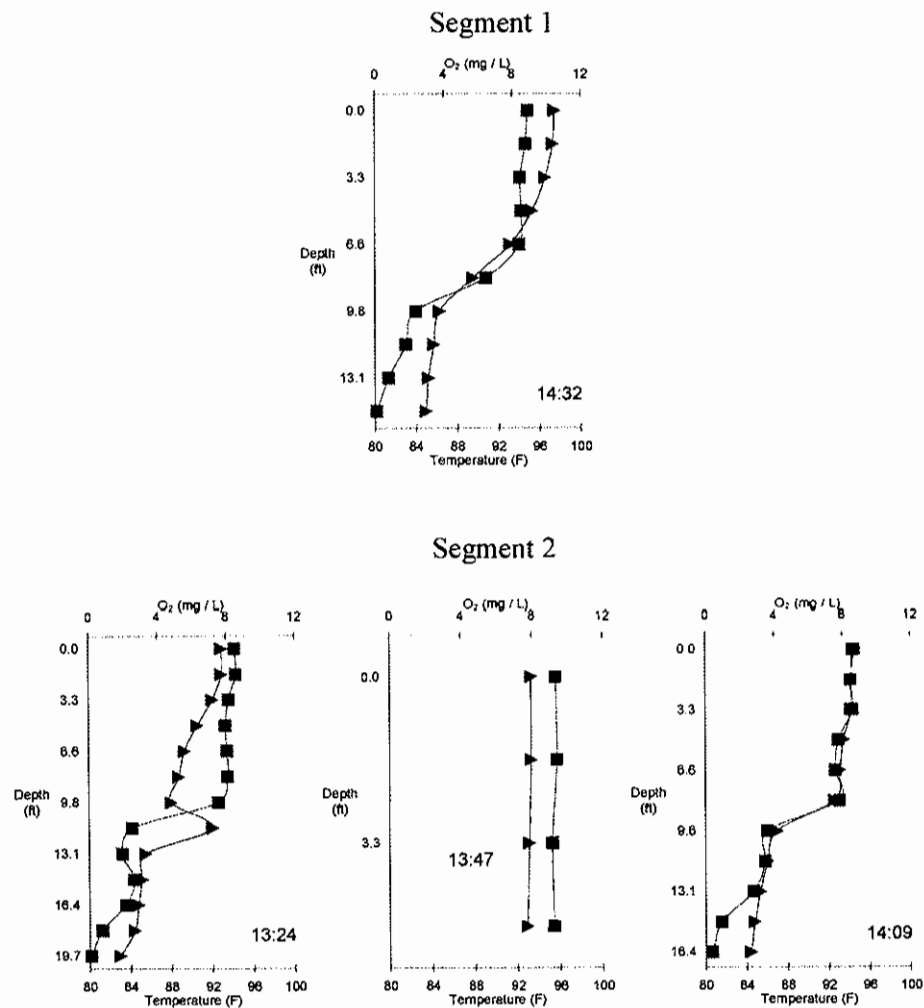 Segment 1
0 4 8 12
O₂ (mg / L)
0.0
3.3
6.6
Depth
(ft)
9.8
13.1
14:32
80 84 88 92 96 100
Temperature (F)
Segment 2
0 4 8 12
O₂ (mg / L)
0.0
3.3
6.6
9.8
Depth
(ft)
13.1
16.4
13:24
19.7
80 84 88 92 96 100
Temperature (F)
0 4 8 12
O₂ (mg / L)
0.0
Depth
(ft)
3.3
13:47
80 84 88 92 96 100
Temperature (F)
0 4 8 12
O₂ (mg / L)
0.0
3.3
6.6
Depth
(ft)
9.8
13.1
14:09
16.4
80 84 88 92 96 100
Temperature (F)